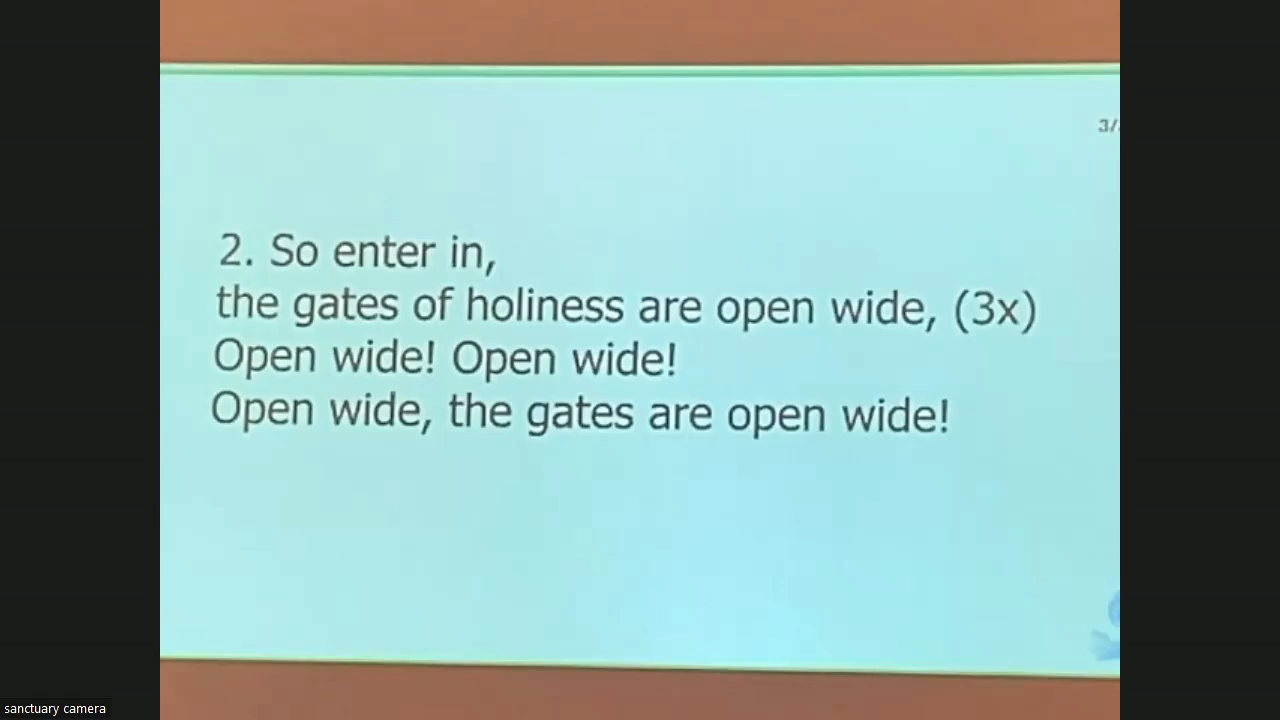 3/
2. So enter in,
the gates of holiness are open wide, (3x)
Open wide! Open wide!
Open wide, the gates are open wide!
sanctuary camera